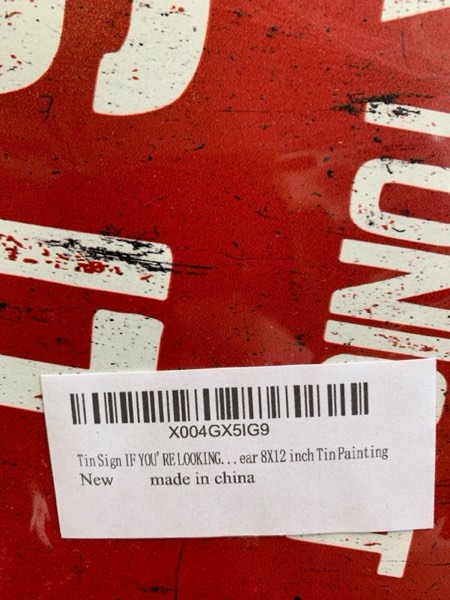 X004GX5IG9
Tin Sign IF YOU' RE LOOKING... ear 8X12 inch Tin Painting
New made in china